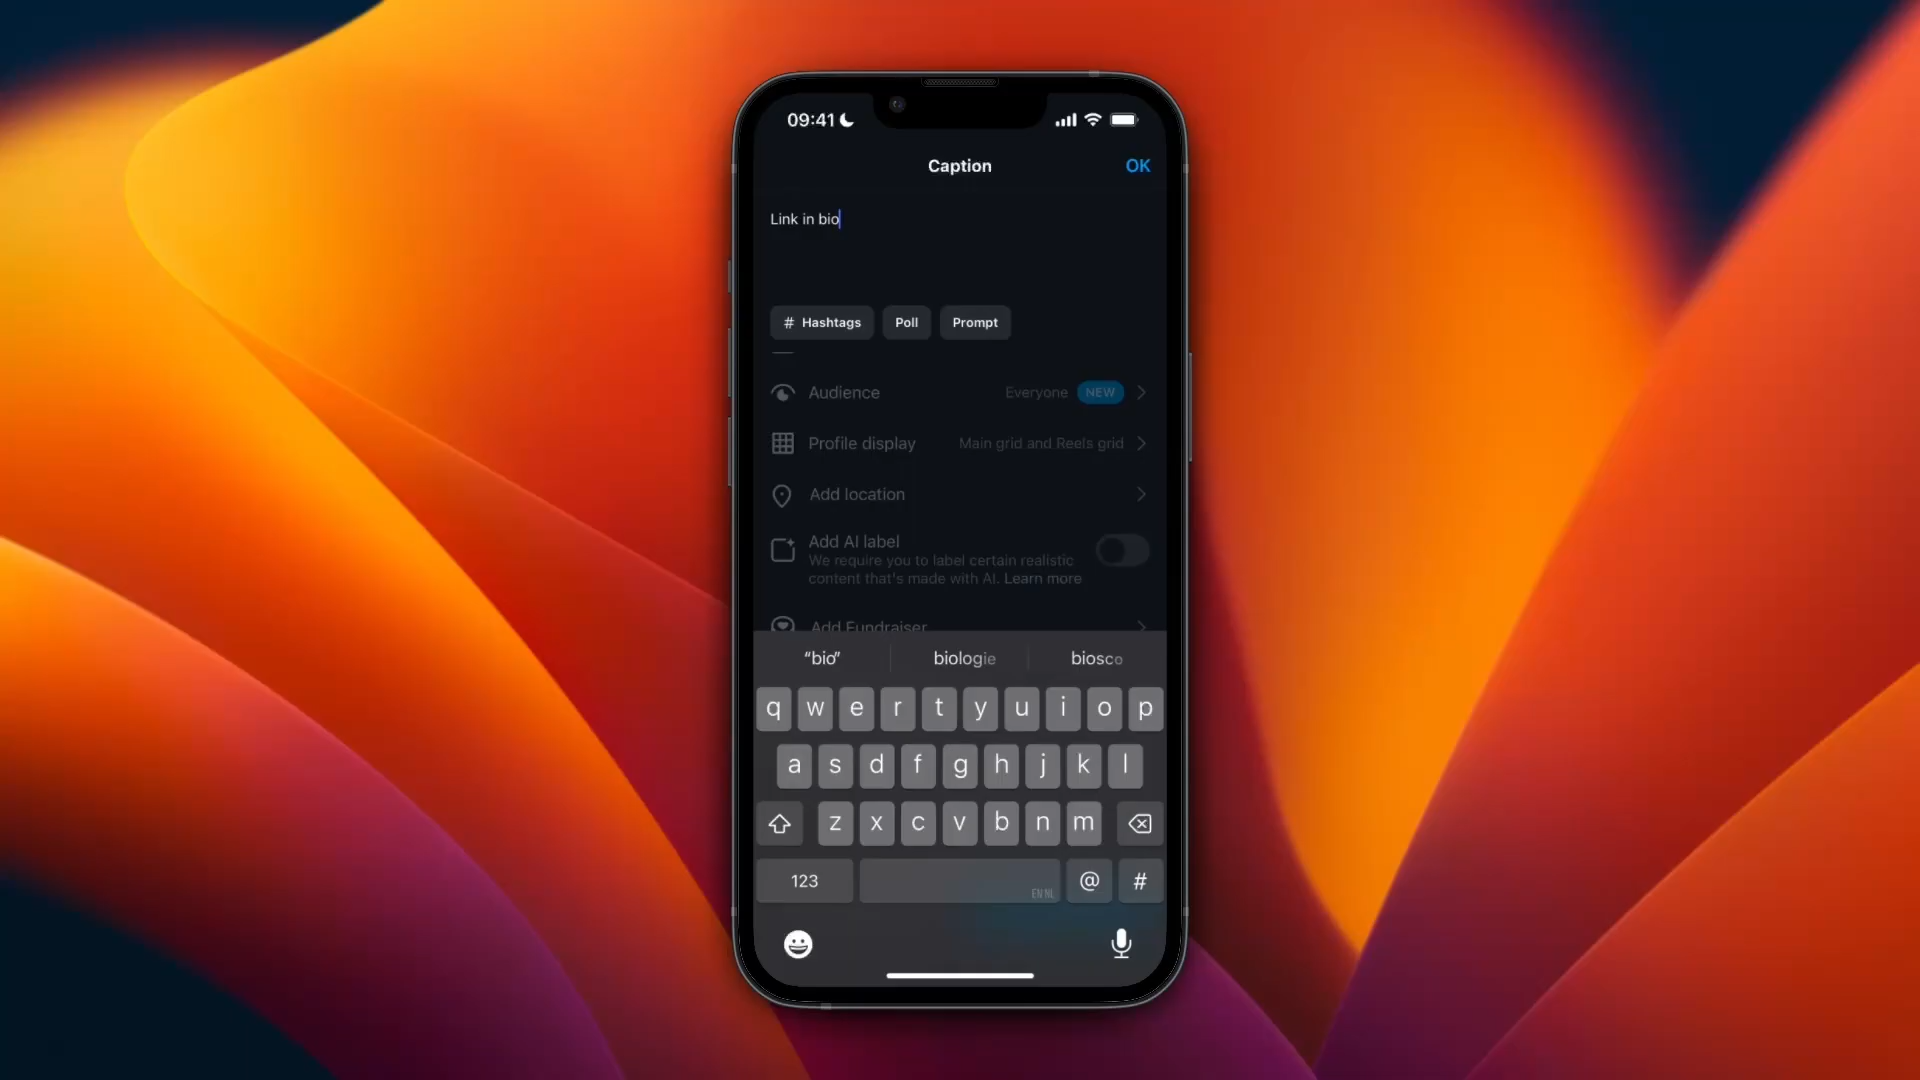 09:41
Caption
OK
Link in bio
# Hashtags
Poll
Prompt
Audience
Everyone
NEW
Profile display
Main grid and Reels grid
Add location
Add AI label
We require you to label certain realistic
content that's made with AI. Learn more
Add Fundraiser
“bio”
biologie
biosco
q w e r t y u i o p
a s d f g h j k l
z x c v b n m
123
EN NL
@
#